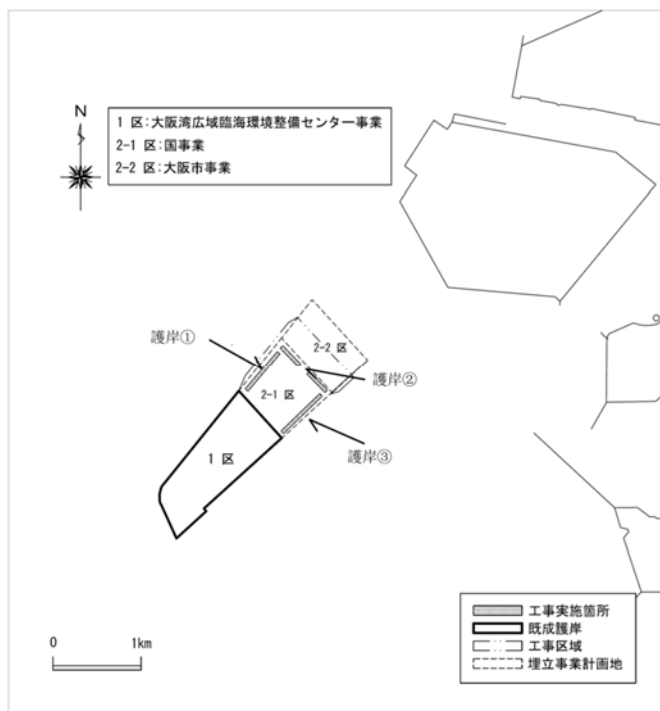 N
1 区:大阪湾広域臨海環境整備センター事業
2-1 区:国事業
2-2 区:大阪市事業
護岸①
2-2 区
護岸②
2-1 区
護岸③
1 区
工事実施箇所
既成護岸
工事区域
埋立事業計画地
0 1km